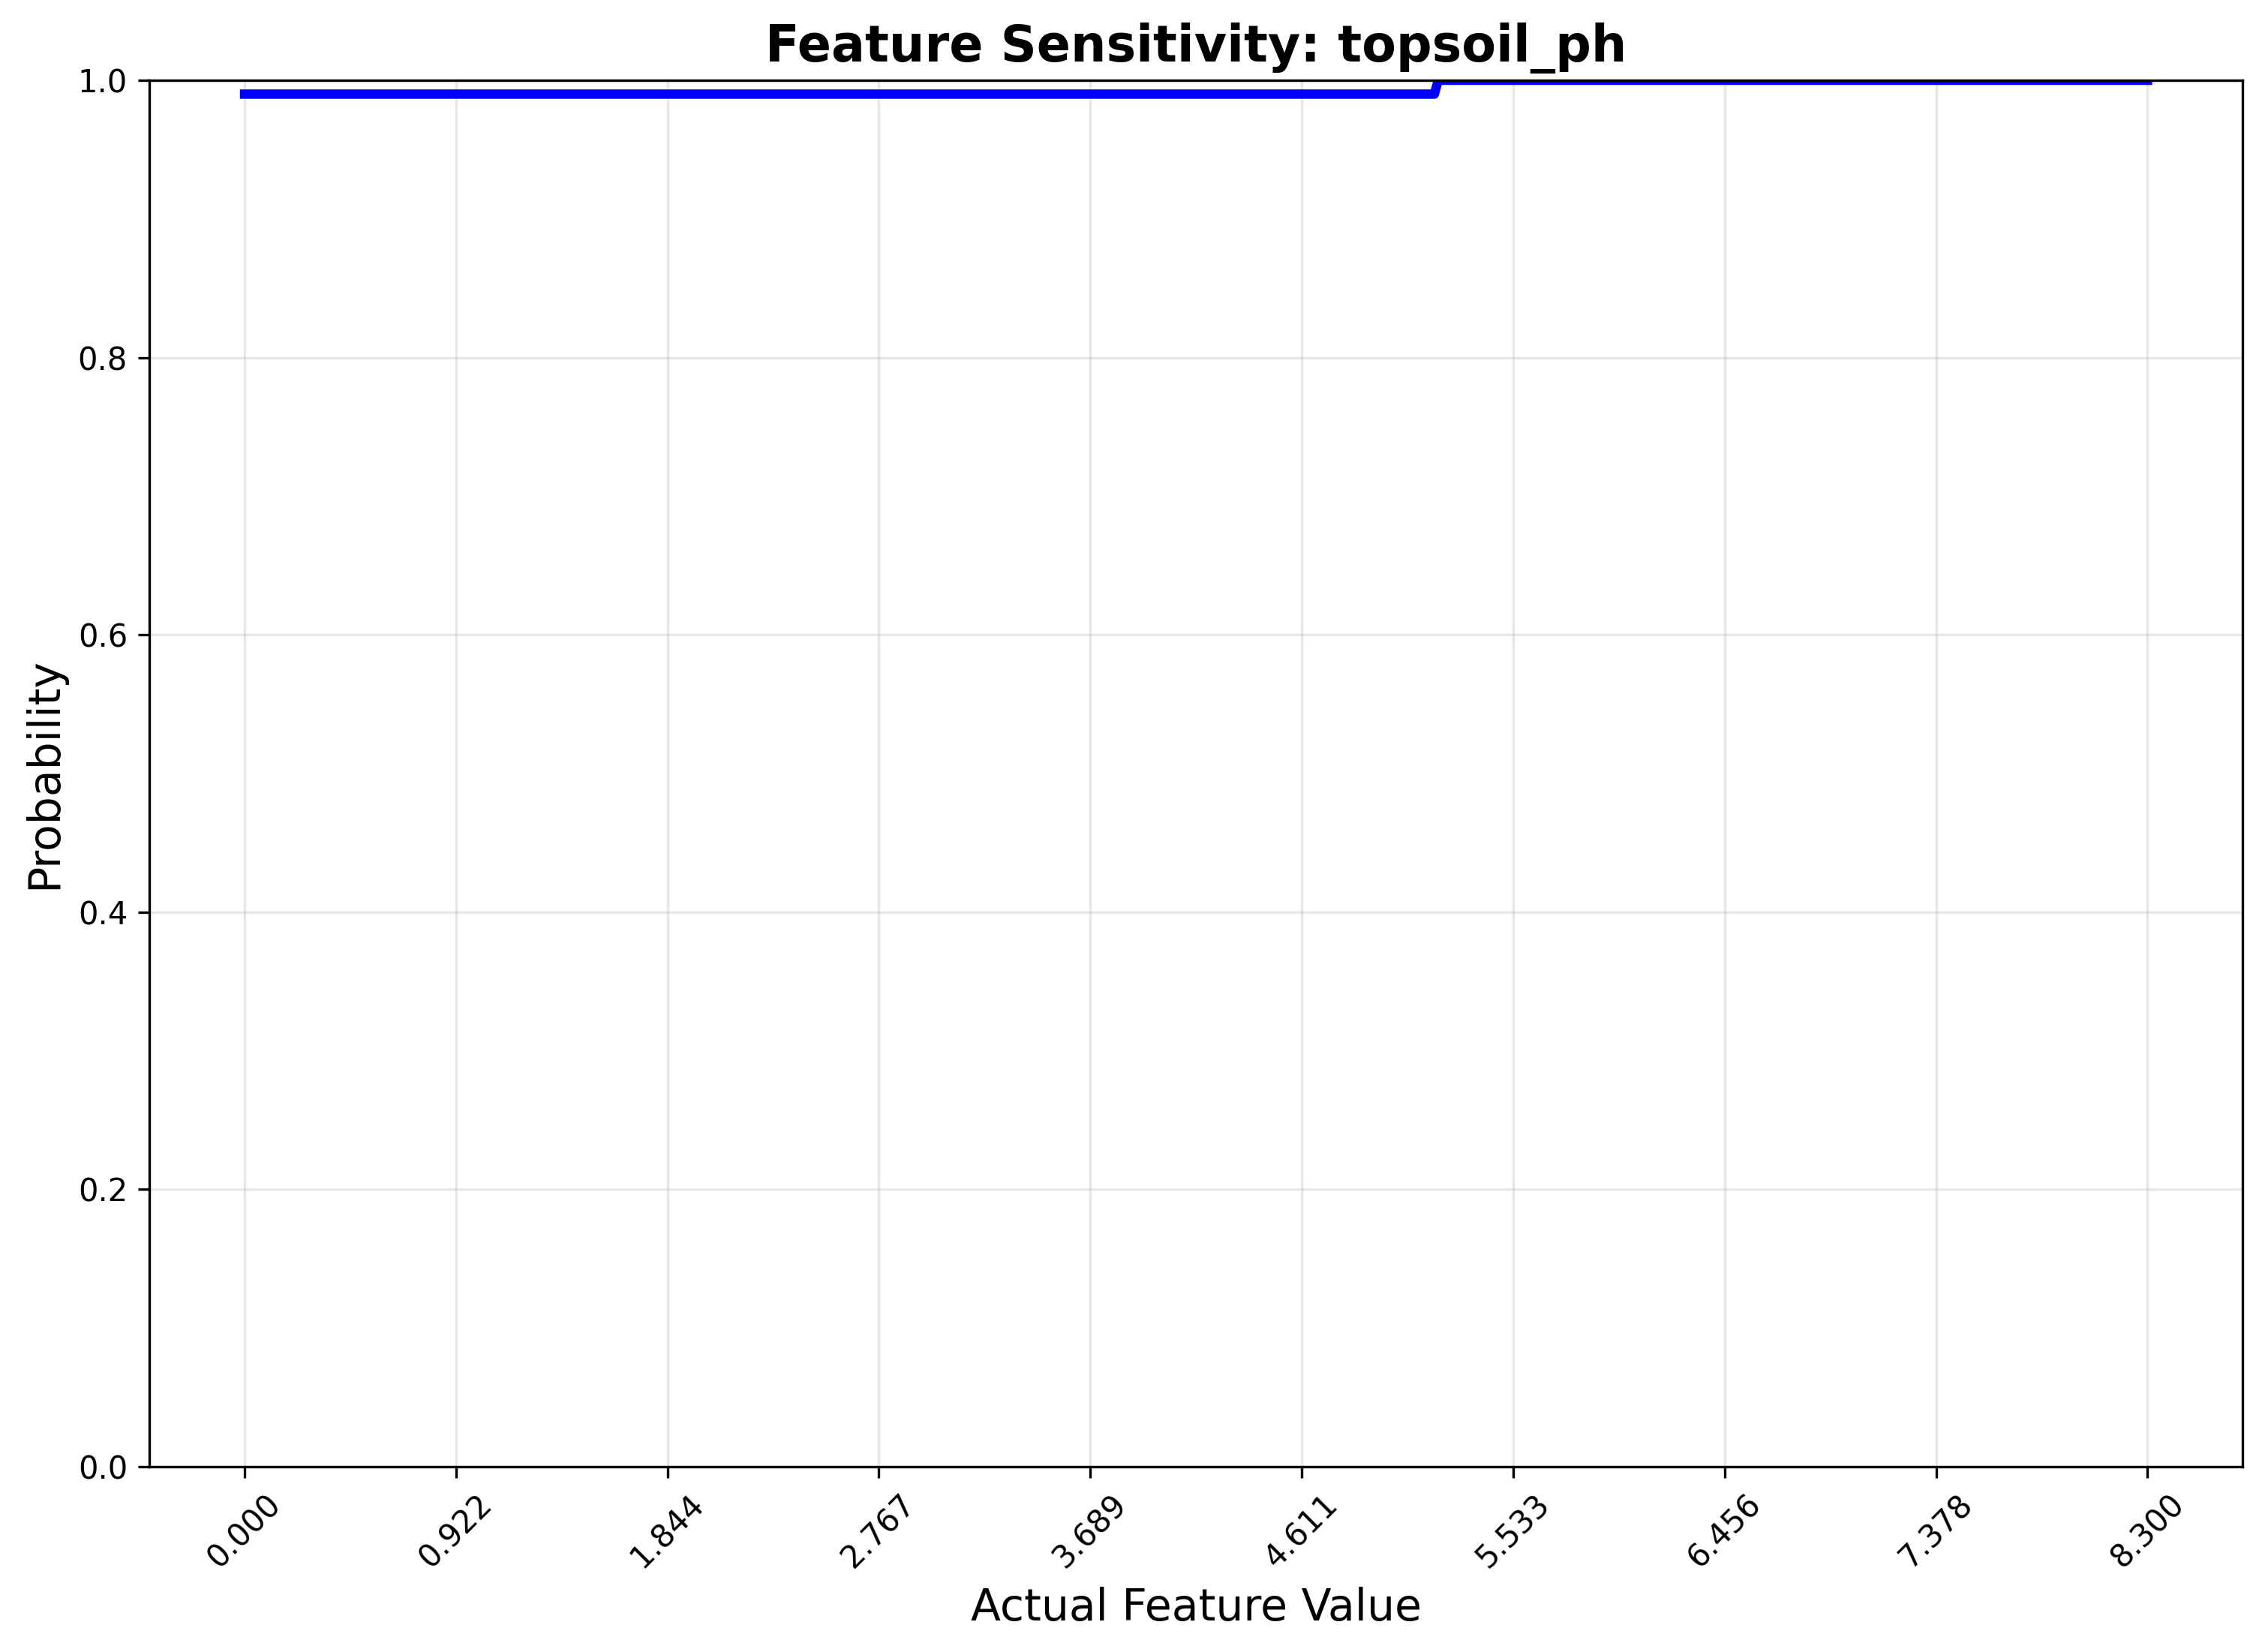 Feature Sensitivity: topsoil_ph
1.0
0.8
0.6
0.4
0.2
0.0
Probability
0.000 0.922 1.844 2.767 3.689 4.611 5.533 6.456 7.378 8.300
Actual Feature Value